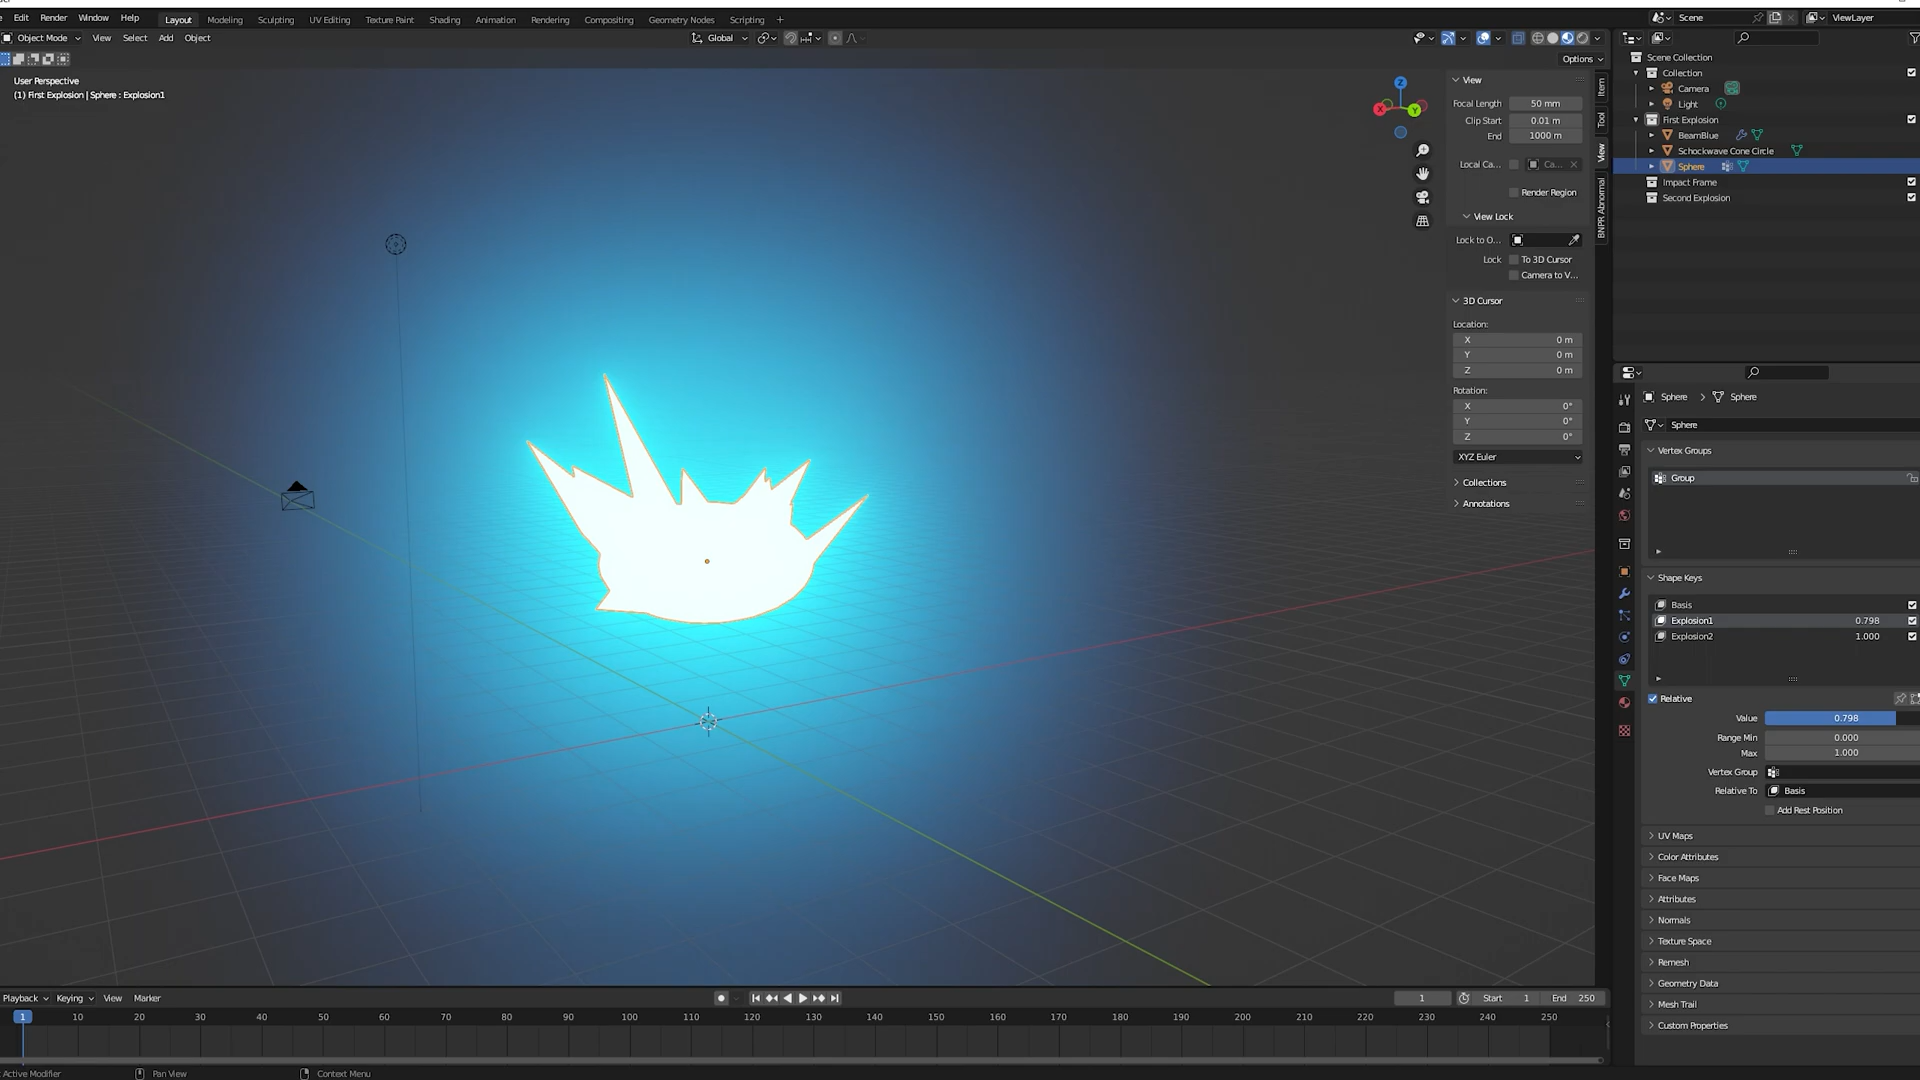 Edit Render Window Help Layout Modeling Sculpting UV Editing Texture Paint Shading Animation Rendering Compositing Geometry Nodes Scripting + Scene ViewLayer
Object Mode View Select Add Object Global
Options
User Perspective
(1) First Explosion | Sphere : Explosion1
Z
X
Y
View
Focal Length 50 mm
Clip Start 0.01 m
End 1000 m
Local Ca... Ca...
Render Region
View Lock
Lock to O...
Lock To 3D Cursor
Camera to V...
3D Cursor
Location:
X 0 m
Y 0 m
Z 0 m
Rotation:
X 0°
Y 0°
Z 0°
XYZ Euler
Collections
Annotations
Item
Tool
View
BNPR Abnormal
Scene Collection
Collection
Camera
Light
First Explosion
BeamBlue
Schockwave Cone Circle
Sphere
Impact Frame
Second Explosion
Sphere > Sphere
Sphere
Vertex Groups
Group
Shape Keys
Basis
Explosion1 0.798
Explosion2 1.000
Relative
Value 0.798
Range Min 0.000
Max 1.000
Vertex Group
Relative To Basis
Add Rest Position
UV Maps
Color Attributes
Face Maps
Attributes
Normals
Texture Space
Remesh
Geometry Data
Mesh Trail
Custom Properties
Playback Keying View Marker 1 Start 1 End 250
1 10 20 30 40 50 60 70 80 90 100 110 120 130 140 150 160 170 180 190 200 210 220 230 240 250
Active Modifier Pan View Context Menu